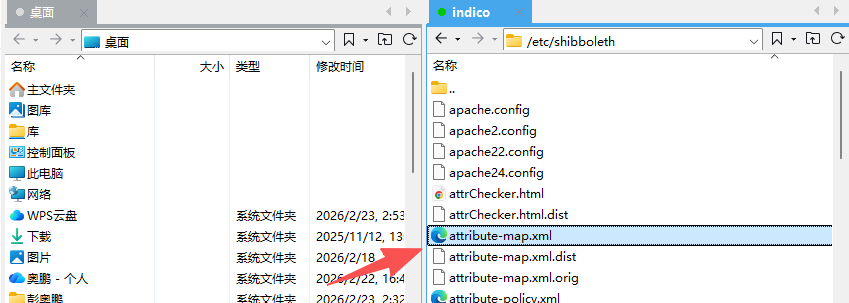 桌面
桌面
名称 大小 类型 修改时间
主文件夹
图库
库
控制面板
此电脑
网络
WPS云盘 系统文件夹 2026/2/23, 2:53
下载 系统文件夹 2025/11/12, 13
图片 系统文件夹 2026/2/18
奥鹏 - 个人 系统文件夹 2026/2/22, 16:4
彭奥鹏 系统文件夹 2026/2/23, 2:32
indico
/etc/shibboleth
名称
..
apache.config
apache2.config
apache22.config
apache24.config
attrChecker.html
attrChecker.html.dist
attribute-map.xml
attribute-map.xml.dist
attribute-map.xml.orig
attribute-policy.xml